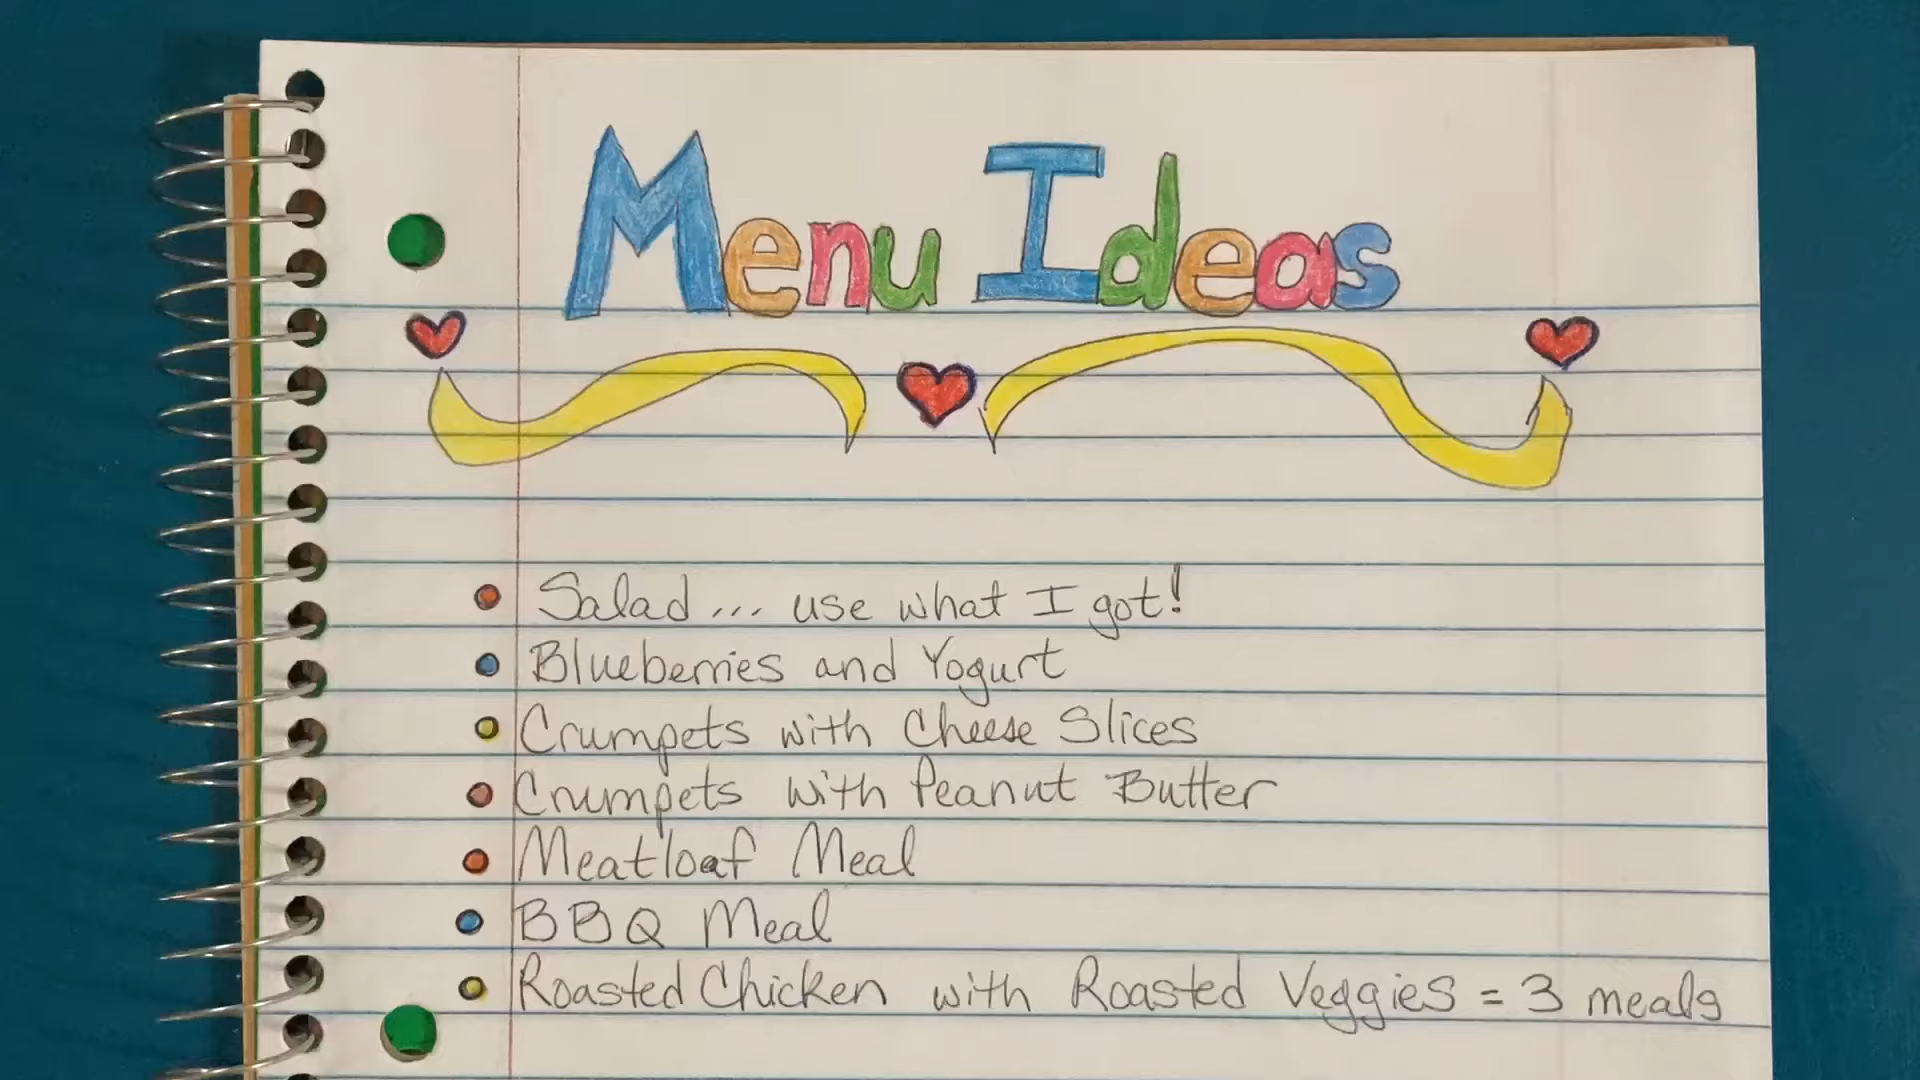 Menu Ideas
Salad... use what I got!
Blueberries and Yogurt
Crumpets with Cheese Slices
Crumpets with Peanut Butter
Meatloaf Meal
BBQ Meal
Roasted Chicken with Roasted Veggies = 3 meals